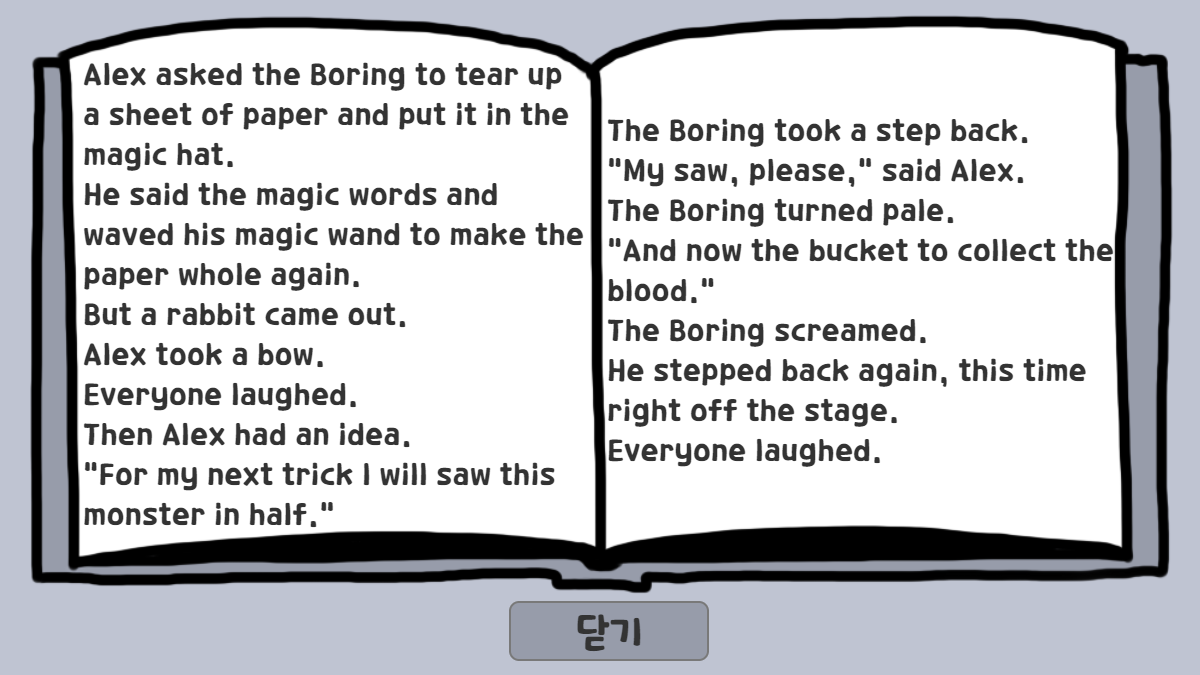 Alex asked the Boring to tear up
a sheet of paper and put it in the
magic hat.
He said the magic words and
waved his magic wand to make the
paper whole again.
But a rabbit came out.
Alex took a bow.
Everyone laughed.
Then Alex had an idea.
"For my next trick I will saw this
monster in half."
The Boring took a step back.
"My saw, please," said Alex.
The Boring turned pale.
"And now the bucket to collect the
blood."
The Boring screamed.
He stepped back again, this time
right off the stage.
Everyone laughed.
닫기